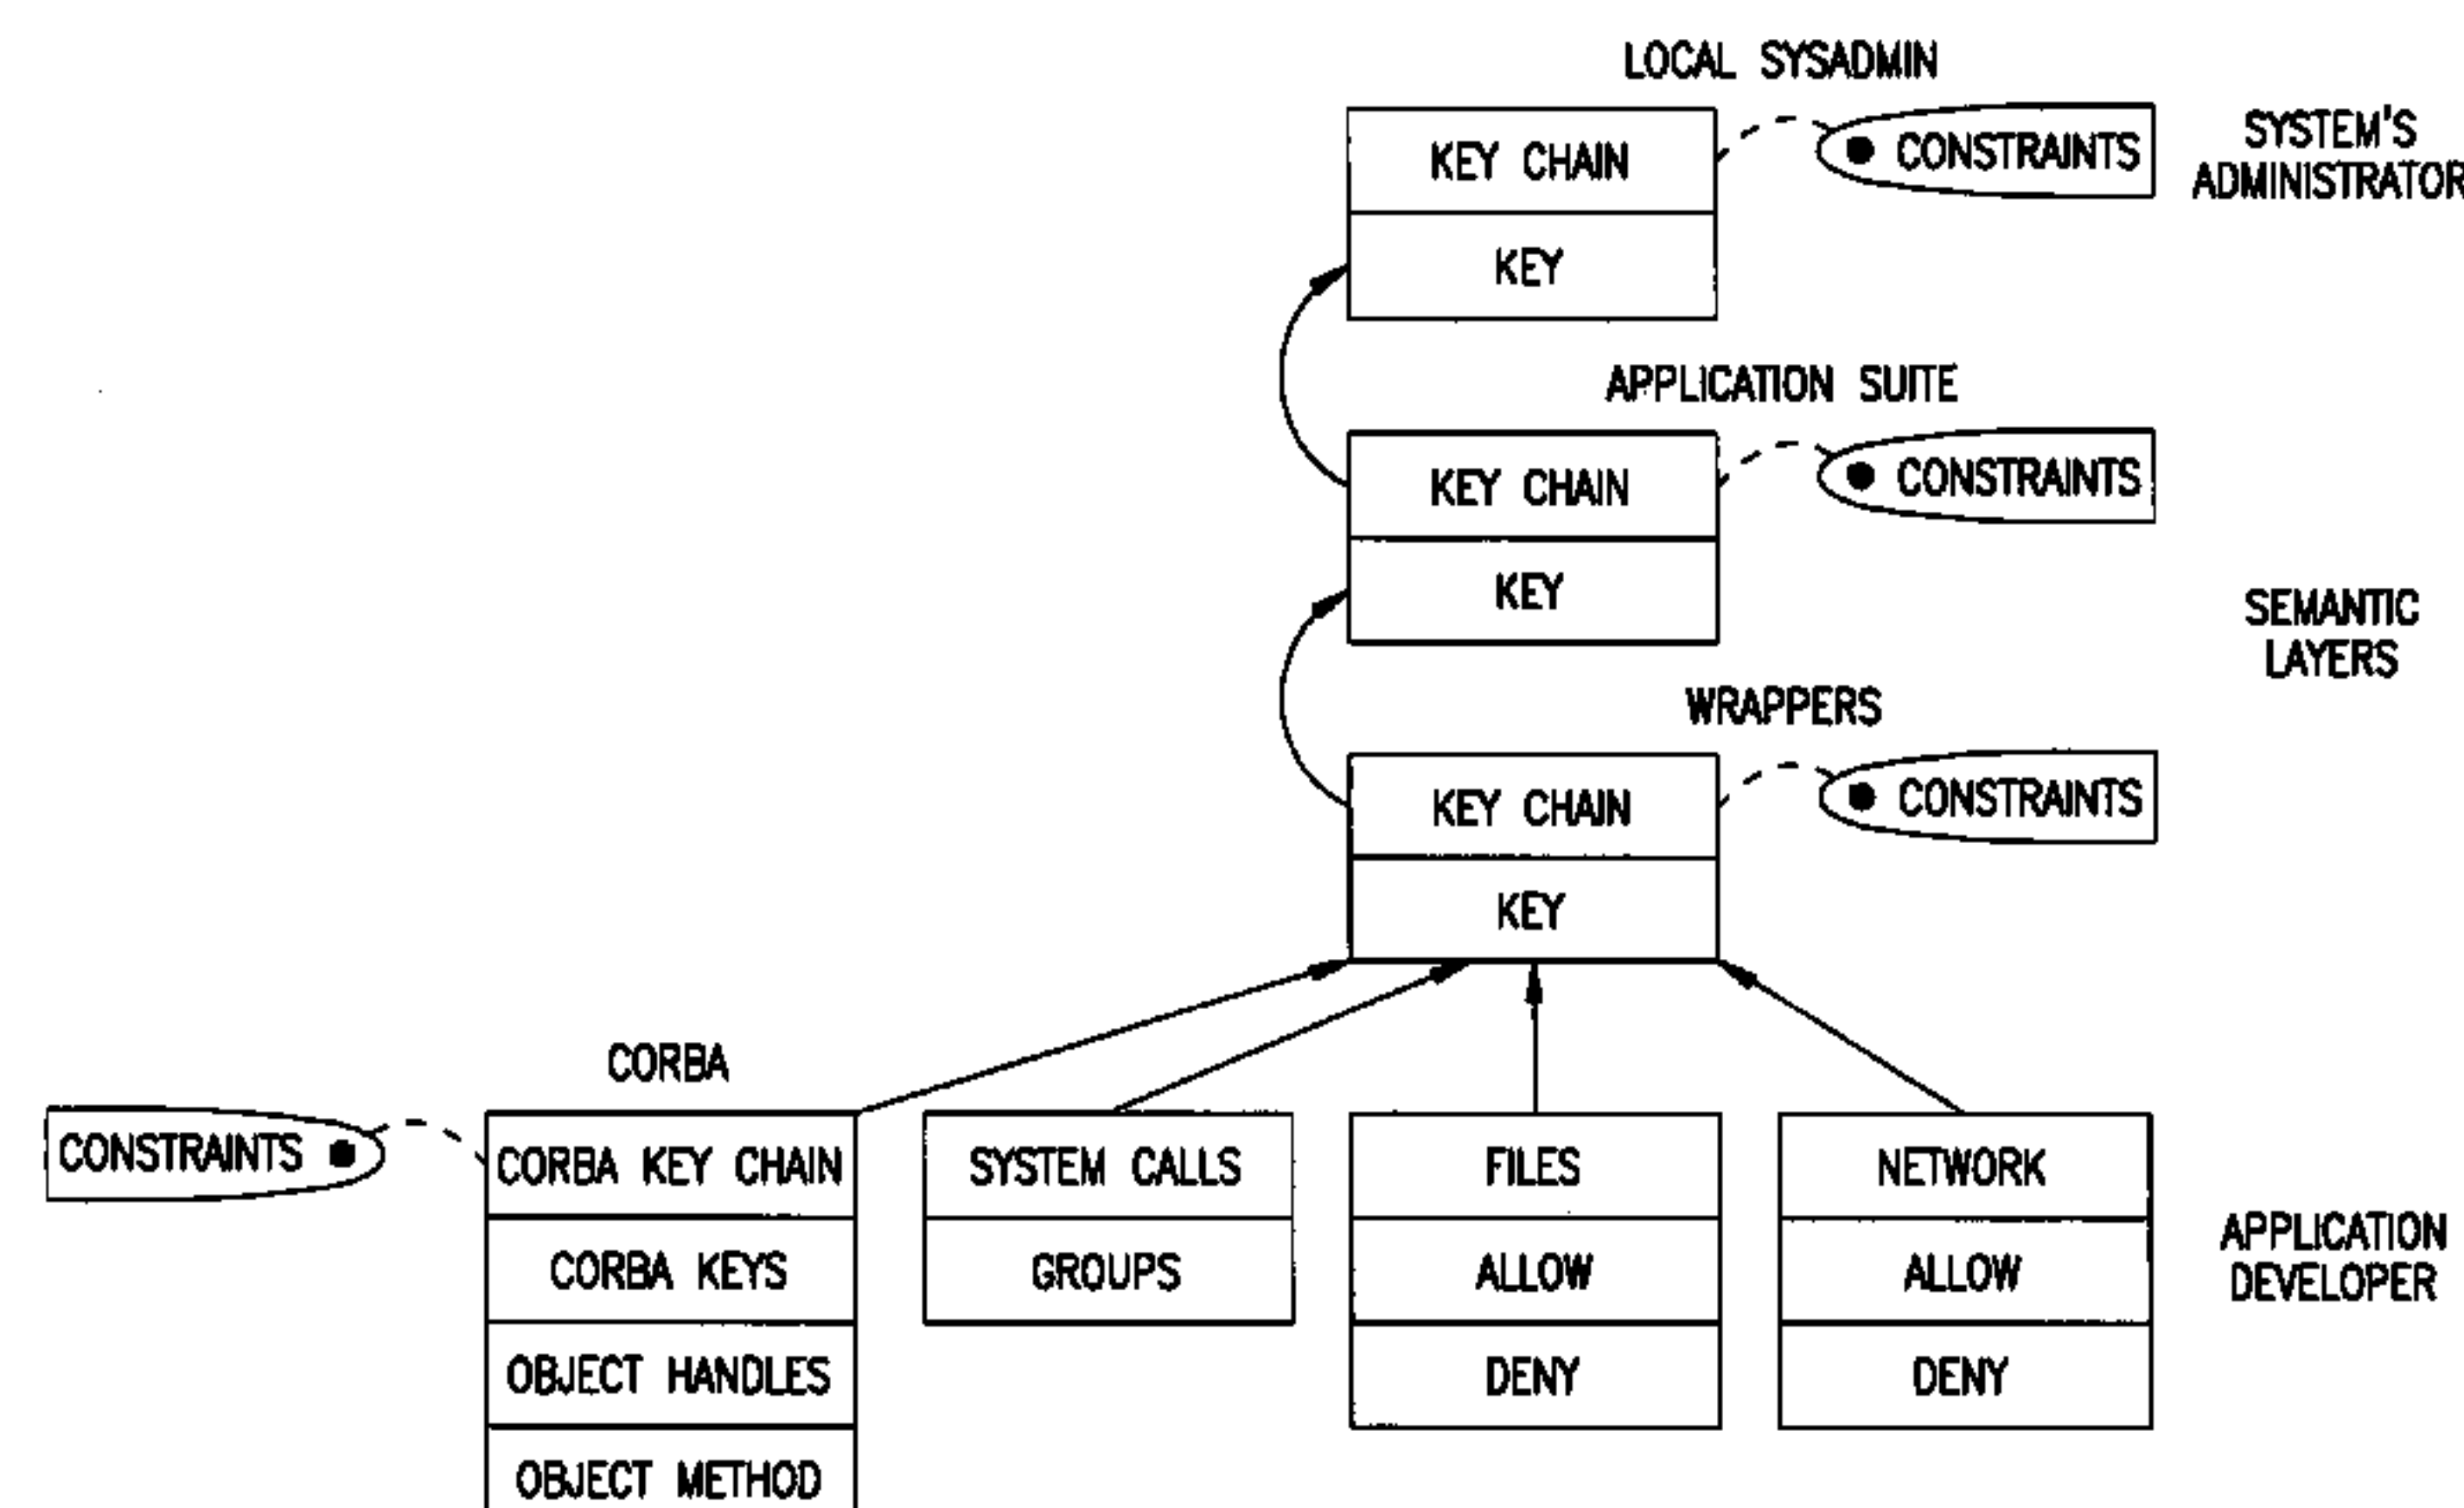 LOCAL SYSADMIN
KEY CHAIN
CONSTRAINTS
SYSTEM'S
ADMINISTRATOR
KEY
APPLICATION SUITE
KEY CHAIN
CONSTRAINTS
KEY
SEMANTIC
LAYERS
WRAPPERS
KEY CHAIN
CONSTRAINTS
KEY
CORBA
CONSTRAINTS
CORBA KEY CHAIN
SYSTEM CALLS
FILES
NETWORK
CORBA KEYS
GROUPS
ALLOW
ALLOW
APPLICATION
DEVELOPER
OBJECT HANDLES
DENY
DENY
OBJECT METHOD